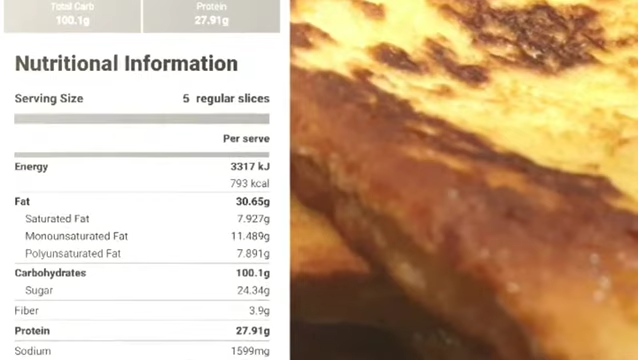 Total Carb Protein
100.1g 27.91g
Nutritional Information
Serving Size 5 regular slices
Per serve
Energy 3317 kJ
793 kcal
Fat 30.65g
Saturated Fat 7.927g
Monounsaturated Fat 11.489g
Polyunsaturated Fat 7.891g
Carbohydrates 100.1g
Sugar 24.34g
Fiber 3.9g
Protein 27.91g
Sodium 1599mg